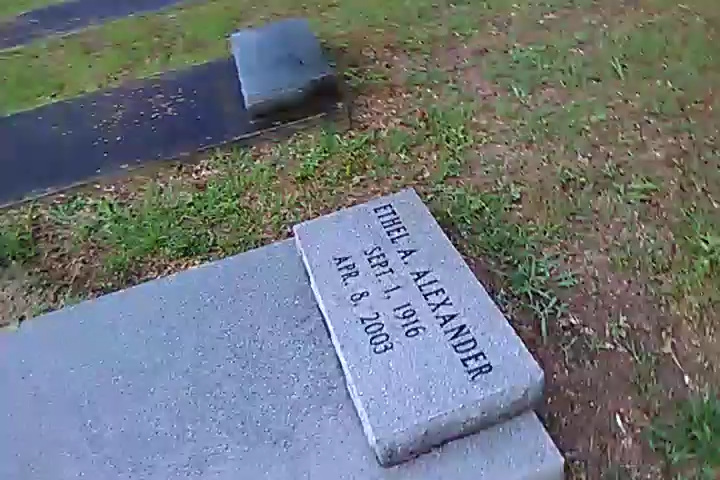 ETHEL A. ALEXANDER
SEPT. 1, 1916
APR. 8, 2003